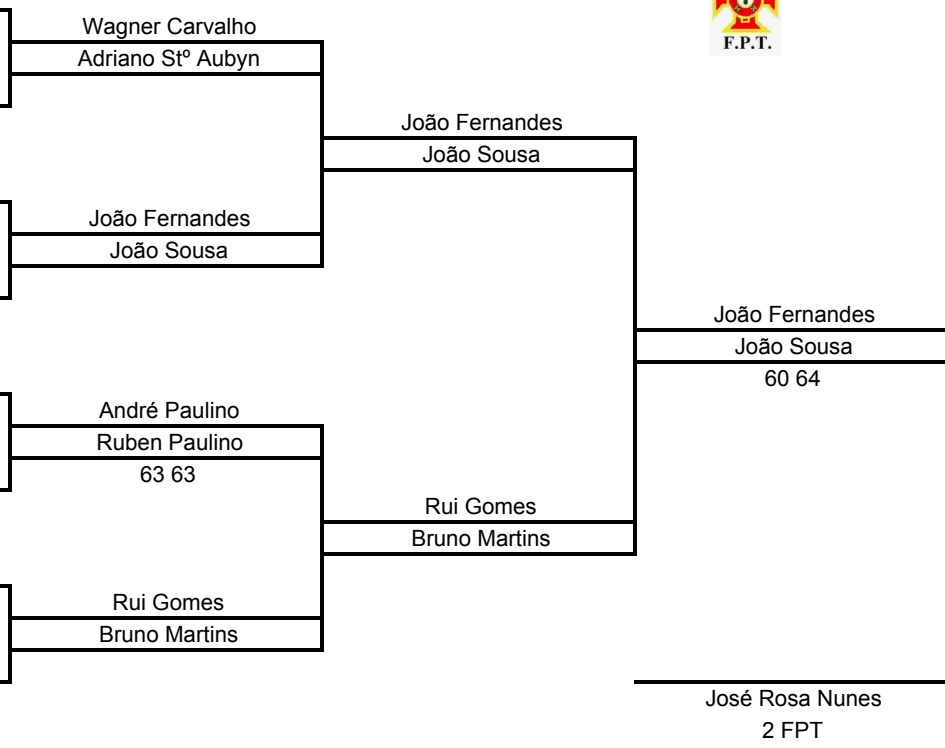 F.P.T.
Wagner Carvalho
Adriano Stº Aubyn
João Fernandes
João Sousa
João Fernandes
João Sousa
João Fernandes
João Sousa
60 64
André Paulino
Ruben Paulino
63 63
Rui Gomes
Bruno Martins
Rui Gomes
Bruno Martins
José Rosa Nunes
2 FPT